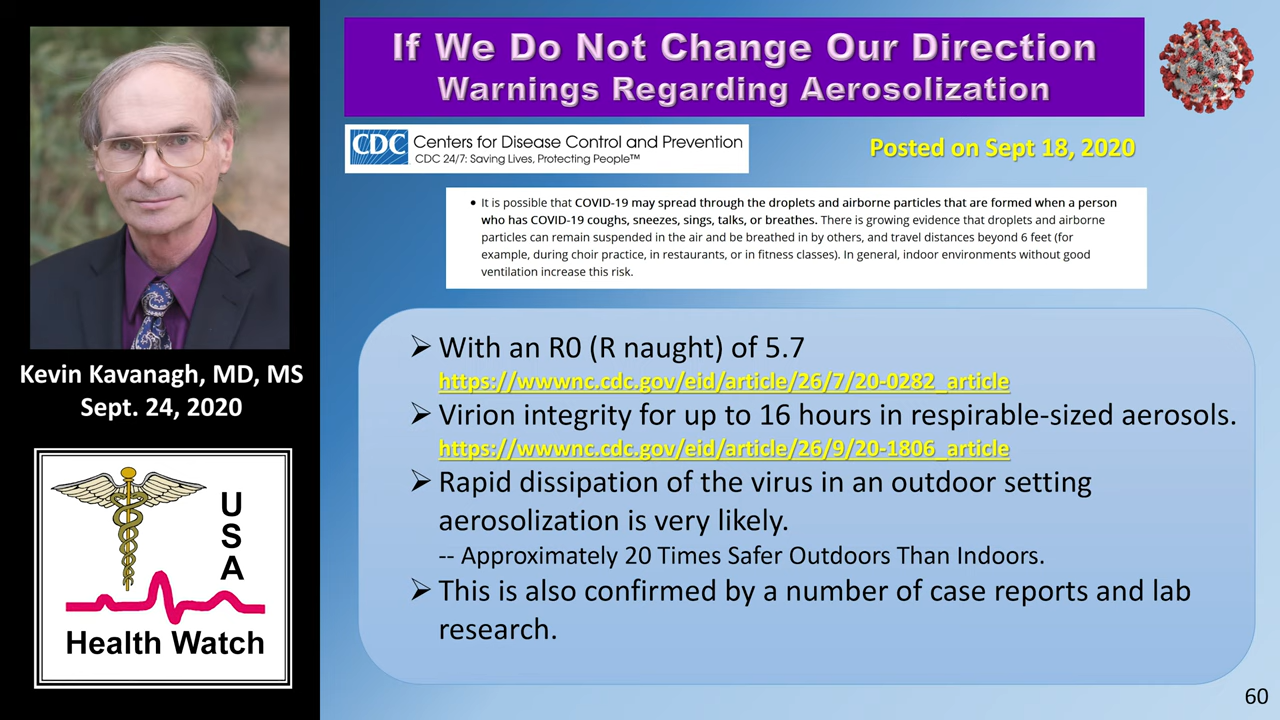 If We Do Not Change Our Direction
Warnings Regarding Aerosolization
CDC Centers for Disease Control and Prevention
CDC 24/7: Saving Lives, Protecting People™
Posted on Sept 18, 2020
• It is possible that COVID-19 may spread through the droplets and airborne particles that are formed when a person
who has COVID-19 coughs, sneezes, sings, talks, or breathes. There is growing evidence that droplets and airborne
particles can remain suspended in the air and be breathed in by others, and travel distances beyond 6 feet (for
example, during choir practice, in restaurants, or in fitness classes). In general, indoor environments without good
ventilation increase this risk.
➢ With an R0 (R naught) of 5.7
https://wwwnc.cdc.gov/eid/article/26/7/20-0282_article
➢ Virion integrity for up to 16 hours in respirable-sized aerosols.
https://wwwnc.cdc.gov/eid/article/26/9/20-1806_article
➢ Rapid dissipation of the virus in an outdoor setting
aerosolization is very likely.
-- Approximately 20 Times Safer Outdoors Than Indoors.
➢ This is also confirmed by a number of case reports and lab
research.
Kevin Kavanagh, MD, MS
Sept. 24, 2020
USA
Health Watch
60